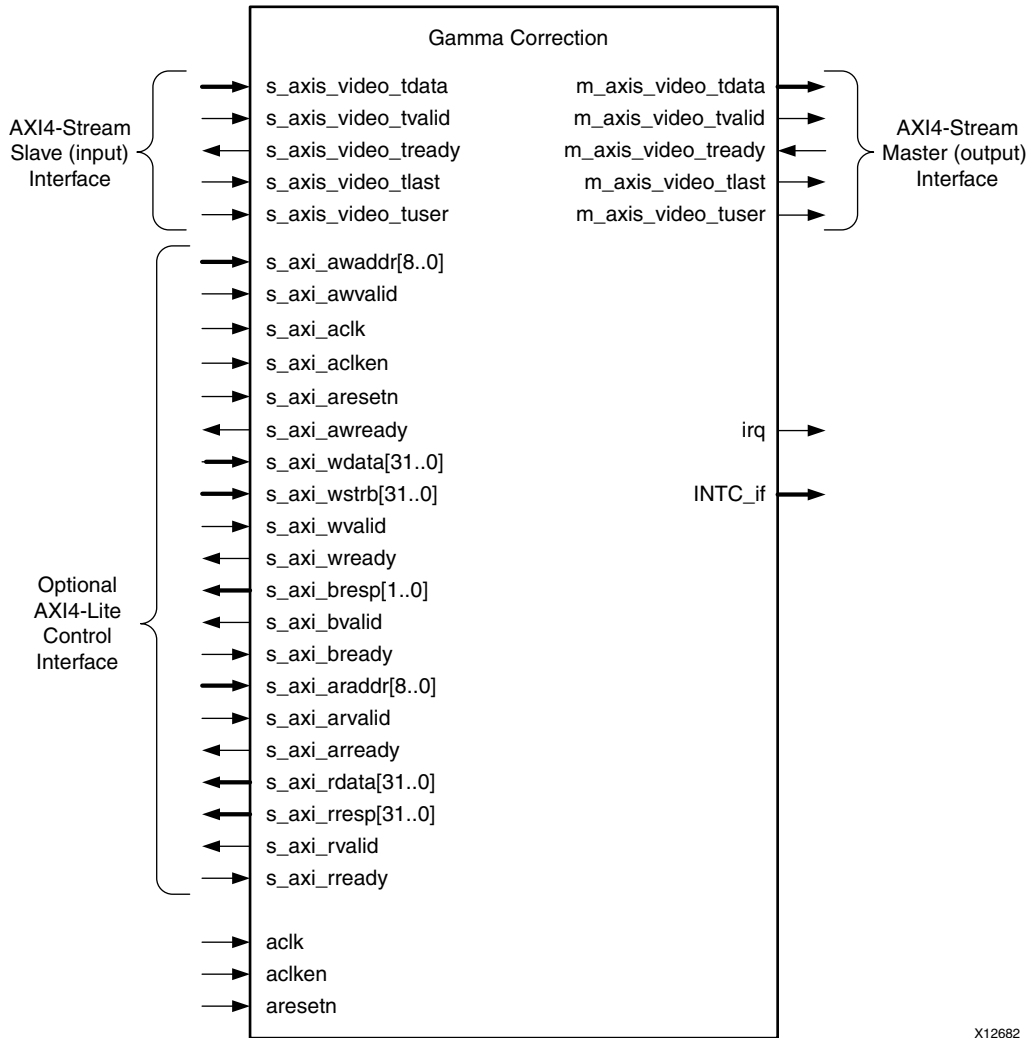 Gamma Correction
AXI4-Stream
Slave (input)
Interface
s_axis_video_tdata
s_axis_video_tvalid
s_axis_video_tready
s_axis_video_tlast
s_axis_video_tuser
m_axis_video_tdata
m_axis_video_tvalid
m_axis_video_tready
m_axis_video_tlast
m_axis_video_tuser
AXI4-Stream
Master (output)
Interface
Optional
AXI4-Lite
Control
Interface
s_axi_awaddr[8..0]
s_axi_awvalid
s_axi_aclk
s_axi_aclken
s_axi_aresetn
s_axi_awready
s_axi_wdata[31..0]
s_axi_wstrb[31..0]
s_axi_wvalid
s_axi_wready
s_axi_bresp[1..0]
s_axi_bvalid
s_axi_bready
s_axi_araddr[8..0]
s_axi_arvalid
s_axi_arready
s_axi_rdata[31..0]
s_axi_rresp[31..0]
s_axi_rvalid
s_axi_rready
irq
INTC_if
aclk
aclken
aresetn
X12682